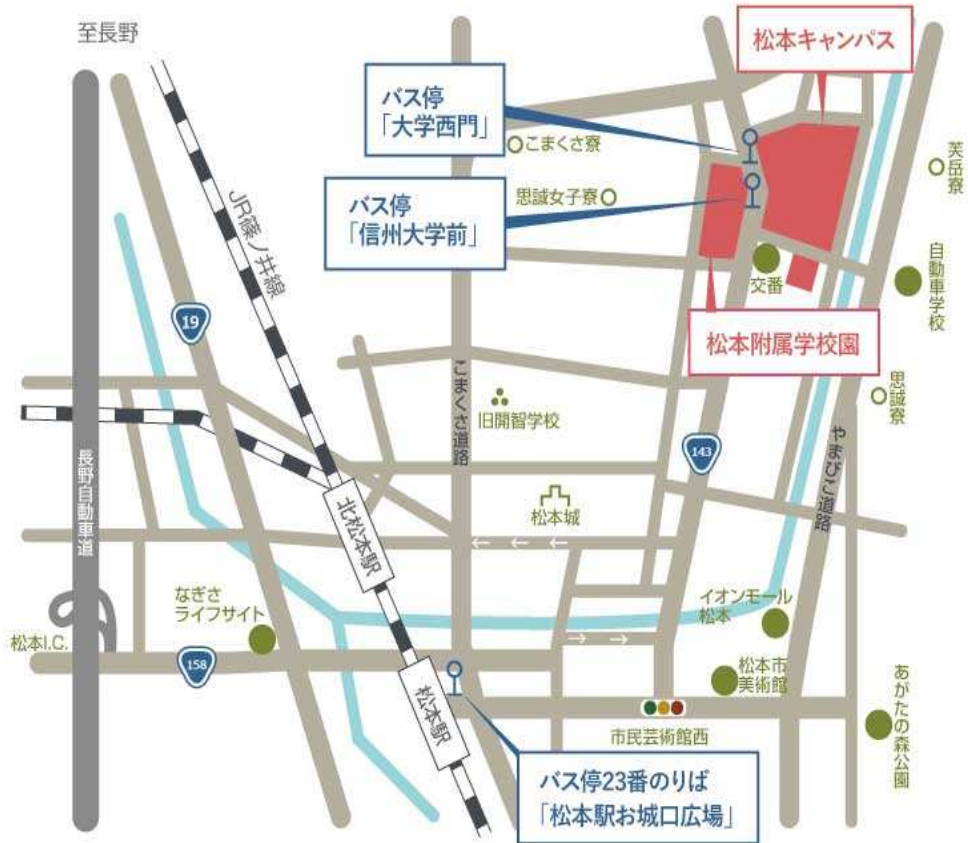 至長野
松本キャンパス
バス停
「大学西門」
こまくさ寮
思誠女子寮
バス停
「信州大学前」
芙岳寮
自動車学校
交番
松本附属学校園
JR篠ノ井線
19
こまくさ道路
旧開智学校
思誠寮
143
やまびこ道路
長野自動車道
北松本駅
松本城
なぎさ
ライフサイト
イオンモール
松本
松本I.C.
158
松本駅
松本市
美術館
あがたの森公園
市民芸術館西
バス停23番のりば
「松本駅お城口広場」